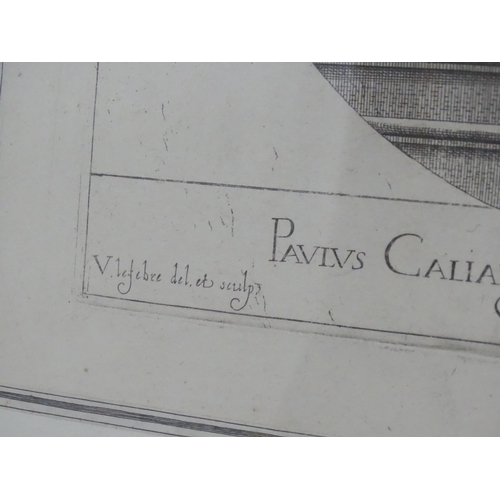 PAVLVS CALIA
V. lefebre del. et sculp.